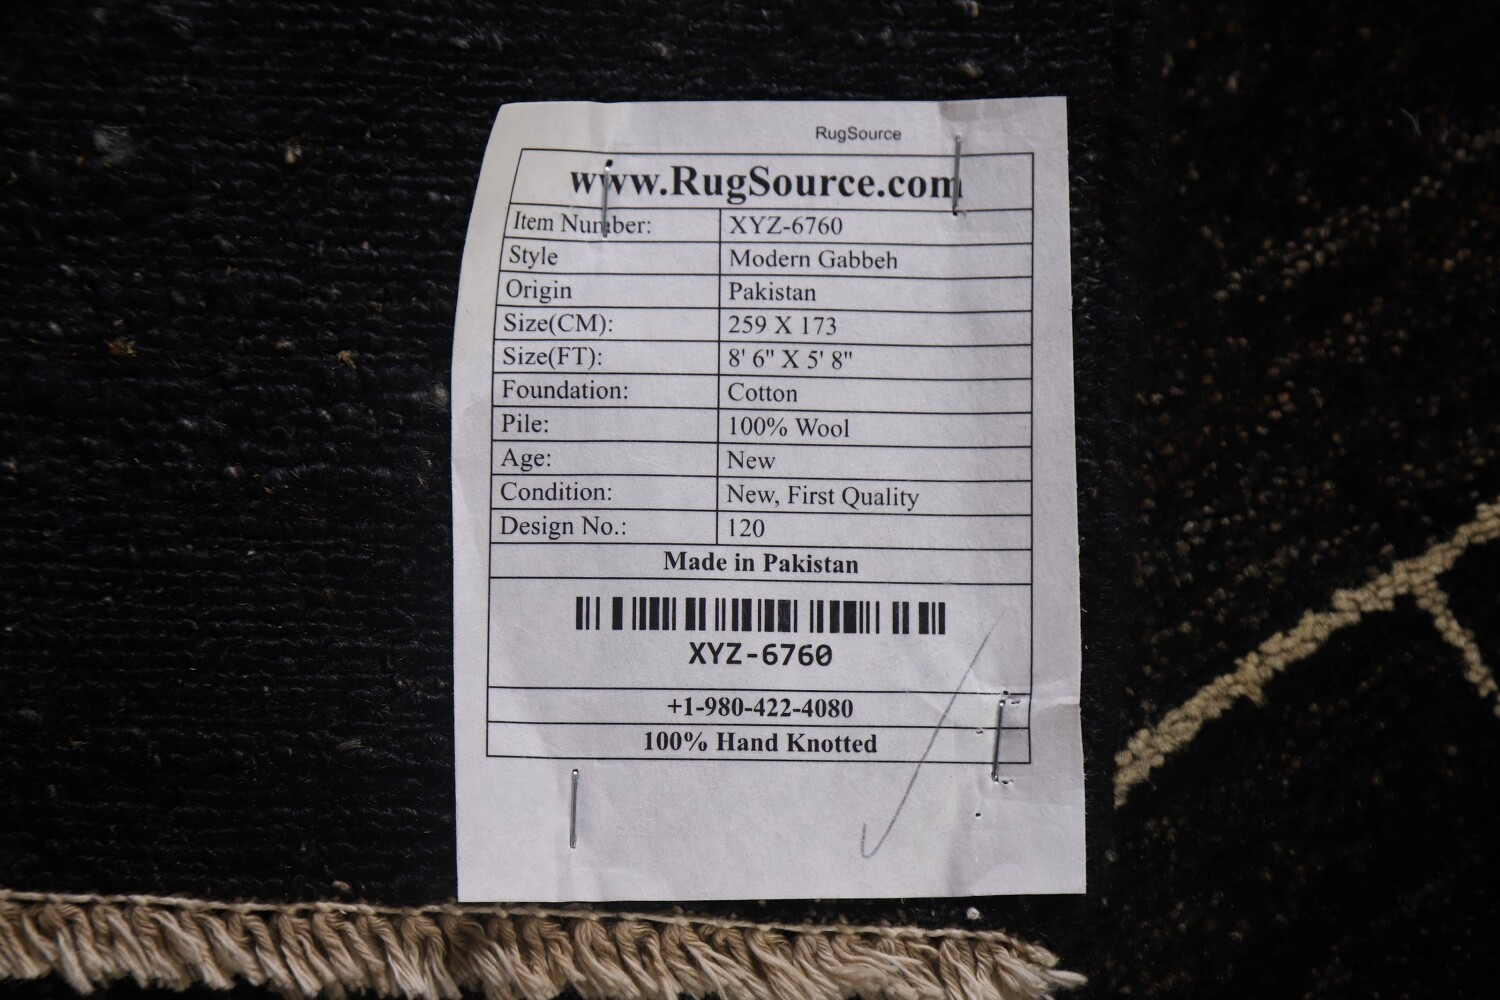 RugSource
www.RugSource.com
Item Number: XYZ-6760
Style Modern Gabbeh
Origin Pakistan
Size(CM): 259 X 173
Size(FT): 8' 6" X 5' 8"
Foundation: Cotton
Pile: 100% Wool
Age: New
Condition: New, First Quality
Design No.: 120
Made in Pakistan
XYZ-6760
+1-980-422-4080
100% Hand Knotted